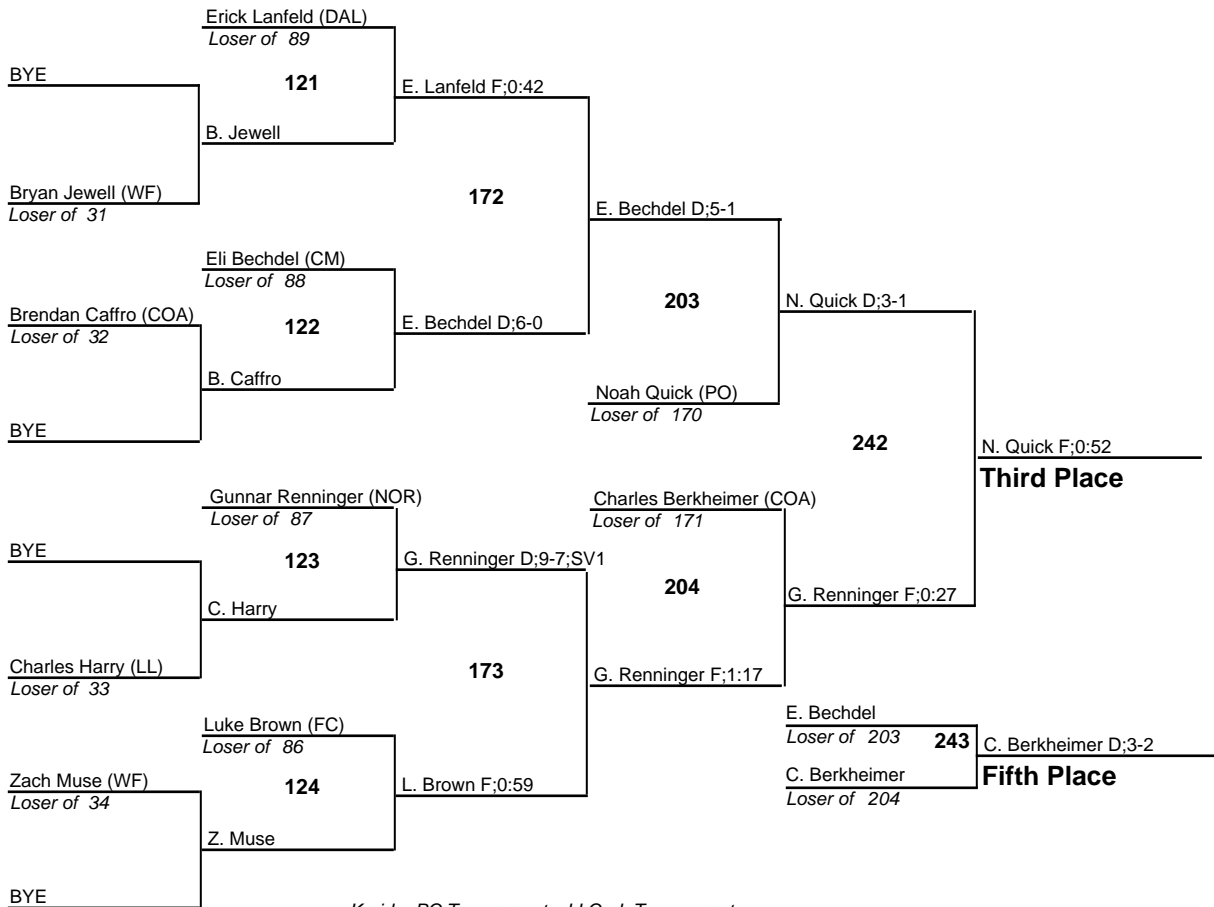 Erick Lanfeld (DAL)
Loser of 89
BYE
121
E. Lanfeld F;0:42
B. Jewell
Bryan Jewell (WF)
Loser of 31
172
E. Bechdel D;5-1
Eli Bechdel (CM)
Loser of 88
Brendan Caffro (COA)
Loser of 32
122
E. Bechdel D;6-0
203
N. Quick D;3-1
B. Caffro
Noah Quick (PO)
Loser of 170
BYE
242
N. Quick F;0:52
Third Place
Gunnar Renninger (NOR)
Loser of 87
Charles Berkheimer (COA)
Loser of 171
BYE
123
G. Renninger D;9-7;SV1
204
G. Renninger F;0:27
C. Harry
Charles Harry (LL)
Loser of 33
173
G. Renninger F;1:17
Luke Brown (FC)
Loser of 86
E. Bechdel
Loser of 203
243
C. Berkheimer D;3-2
Fifth Place
Zach Muse (WF)
Loser of 34
124
L. Brown F;0:59
C. Berkheimer
Loser of 204
Z. Muse
BYE